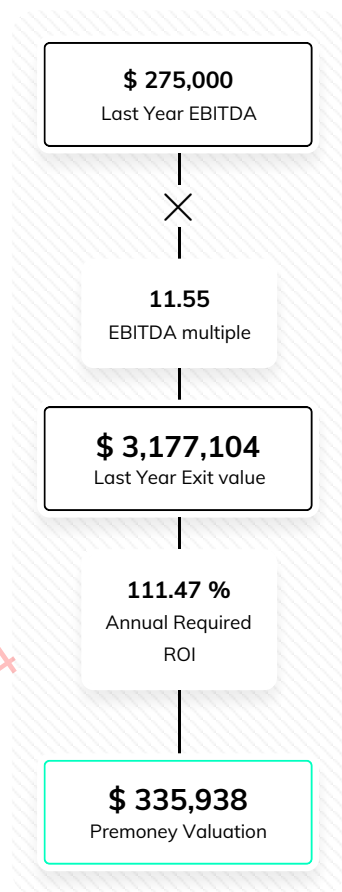 $ 275,000
Last Year EBITDA
11.55
EBITDA multiple
$ 3,177,104
Last Year Exit value
111.47 %
Annual Required
ROI
$ 335,938
Premoney Valuation